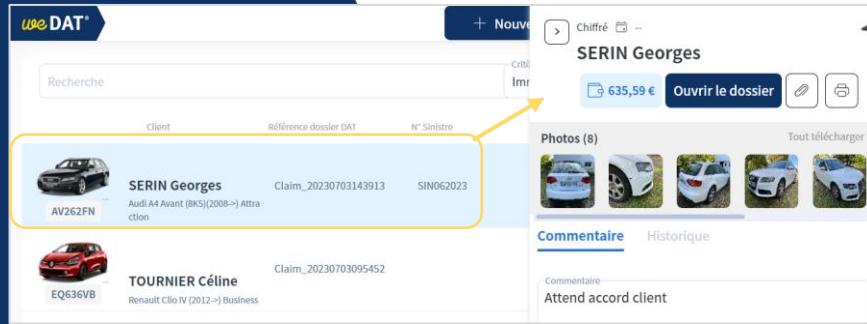 weDAT®
+ Nouve
Recherche
Crité
Imm
Client
Référence dossier DAT
N° Sinistre
AV262FN
SERIN Georges
Audi A4 Avant (8K5)(2008->) Attra
ction
Claim_20230703143913
SIN062023
EQ636VB
TOURNIER Céline
Renault Clio IV (2012->) Business
Claim_20230703095452
>
Chiffré –
SERIN Georges
635,59 €
Ouvrir le dossier
Photos (8)
Tout télécharger
Commentaire
Historique
Commentaire
Attend accord client